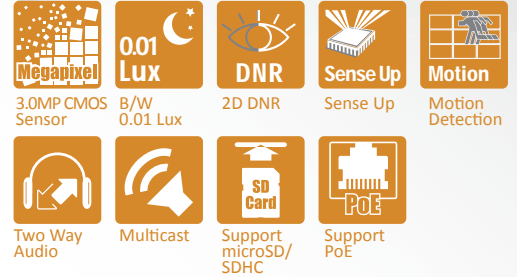 Megapixel
0.01
Lux
DNR
Sense Up
Motion
3.0MP CMOS
Sensor
B/W
0.01 Lux
2D DNR
Sense Up
Motion
Detection
SD
Card
PoE
Two Way
Audio
Multicast
Support
microSD/
SDHC
Support
PoE